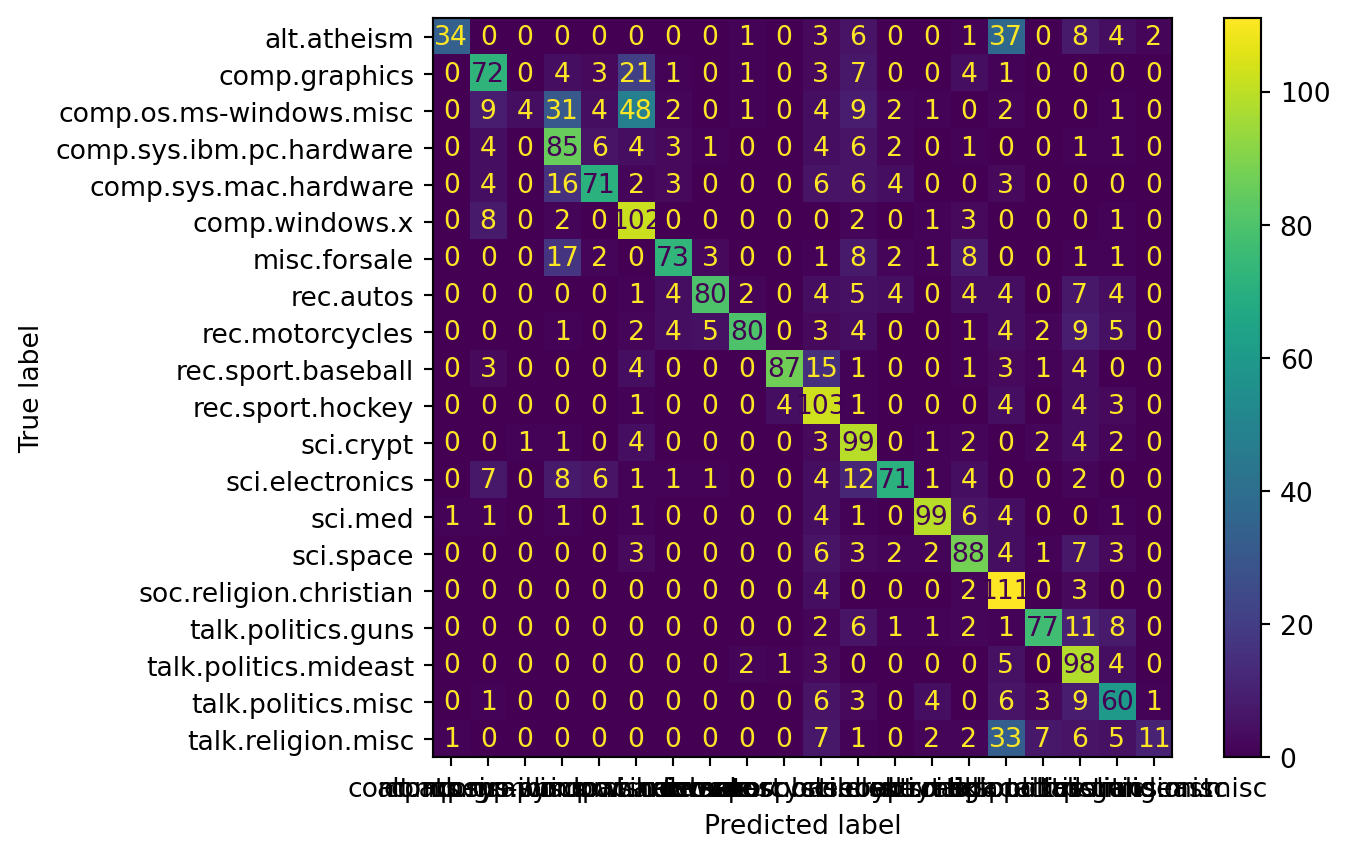 alt.atheism 34 0 0 0 0 0 0 0 1 0 3 6 0 0 1 37 0 8 4 2
comp.graphics 0 72 0 4 3 21 1 0 1 0 3 7 0 0 4 1 0 0 0 0
comp.os.ms-windows.misc 0 9 4 31 4 48 2 0 1 0 4 9 2 1 0 2 0 0 1 0
comp.sys.ibm.pc.hardware 0 4 0 85 6 4 3 1 0 0 4 6 2 0 1 0 0 1 1 0
comp.sys.mac.hardware 0 4 0 16 71 2 3 0 0 0 6 6 4 0 0 3 0 0 0 0
comp.windows.x 0 8 0 2 0 102 0 0 0 0 0 2 0 1 3 0 0 0 1 0
misc.forsale 0 0 0 17 2 0 73 3 0 0 1 8 2 1 8 0 0 1 1 0
rec.autos 0 0 0 0 0 1 4 80 2 0 4 5 4 0 4 4 0 7 4 0
rec.motorcycles 0 0 0 1 0 2 4 5 80 0 3 4 0 0 1 4 2 9 5 0
rec.sport.baseball 0 3 0 0 0 4 0 0 0 87 15 1 0 0 1 3 1 4 0 0
rec.sport.hockey 0 0 0 0 0 1 0 0 0 4 103 1 0 0 0 4 0 4 3 0
sci.crypt 0 0 1 1 0 4 0 0 0 0 3 99 0 1 2 0 2 4 2 0
sci.electronics 0 7 0 8 6 1 1 1 0 0 4 12 71 1 4 0 0 2 0 0
sci.med 1 1 0 1 0 1 0 0 0 0 4 1 0 99 6 4 0 0 1 0
sci.space 0 0 0 0 0 3 0 0 0 0 6 3 2 2 88 4 1 7 3 0
soc.religion.christian 0 0 0 0 0 0 0 0 0 0 4 0 0 0 2 111 0 3 0 0
talk.politics.guns 0 0 0 0 0 0 0 0 0 0 2 6 1 1 2 1 77 11 8 0
talk.politics.mideast 0 0 0 0 0 0 0 0 2 1 3 0 0 0 0 5 0 98 4 0
talk.politics.misc 0 1 0 0 0 0 0 0 0 0 6 3 0 4 0 6 3 9 60 1
talk.religion.misc 1 0 0 0 0 0 0 0 0 0 7 1 0 2 2 33 7 6 5 11
True label
Predicted label
100
80
60
40
20
0